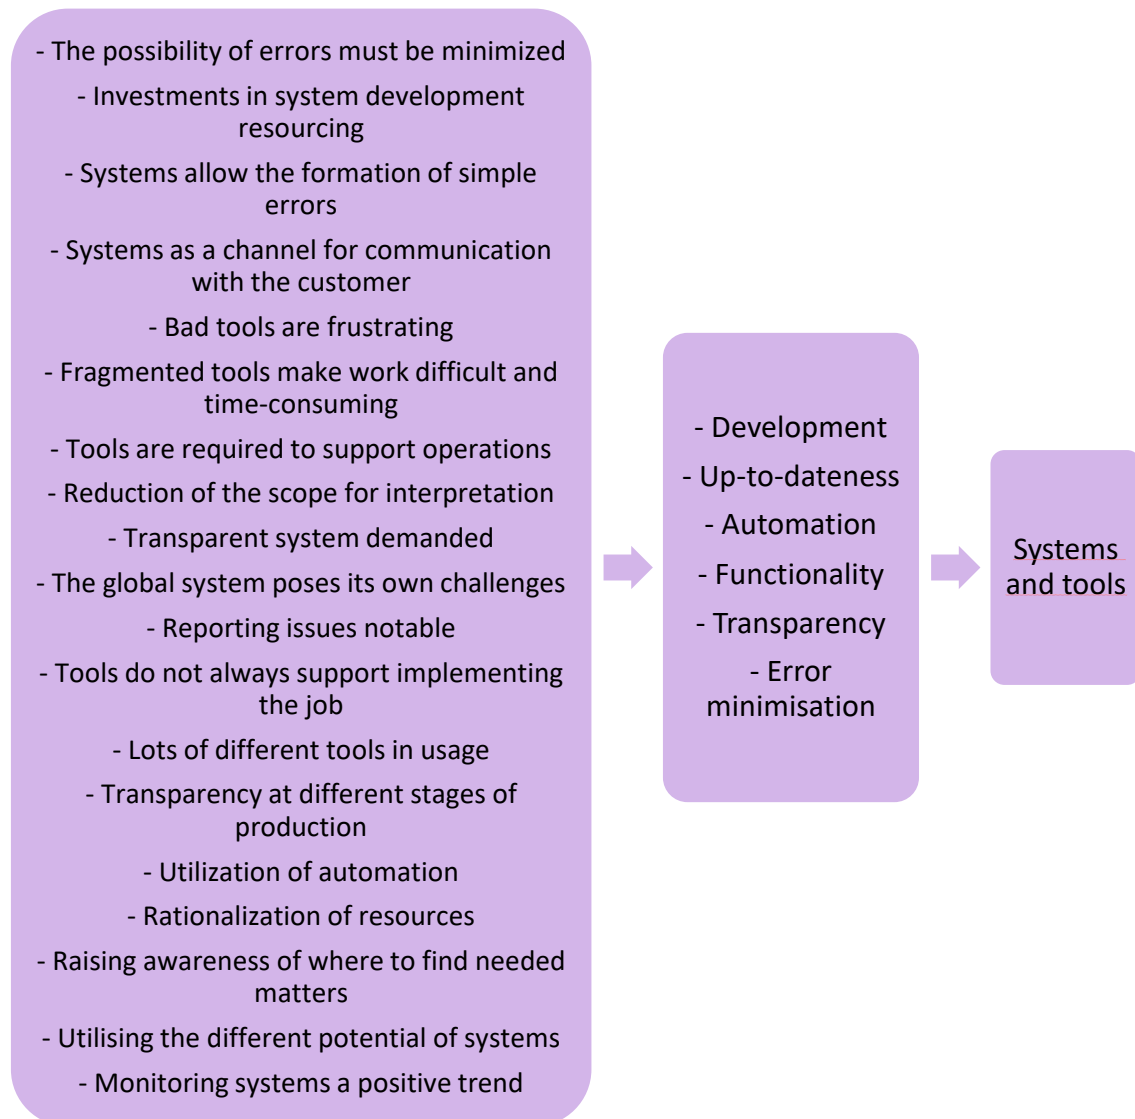 - The possibility of errors must be minimized
- Investments in system development
resourcing
- Systems allow the formation of simple
errors
- Systems as a channel for communication
with the customer
- Bad tools are frustrating
- Fragmented tools make work difficult and
time-consuming
- Tools are required to support operations
- Reduction of the scope for interpretation
- Transparent system demanded
- The global system poses its own challenges
- Reporting issues notable
- Tools do not always support implementing
the job
- Lots of different tools in usage
- Transparency at different stages of
production
- Utilization of automation
- Rationalization of resources
- Raising awareness of where to find needed
matters
- Utilising the different potential of systems
- Monitoring systems a positive trend
- Development
- Up-to-dateness
- Automation
- Functionality
- Transparency
- Error
minimisation
Systems
and tools